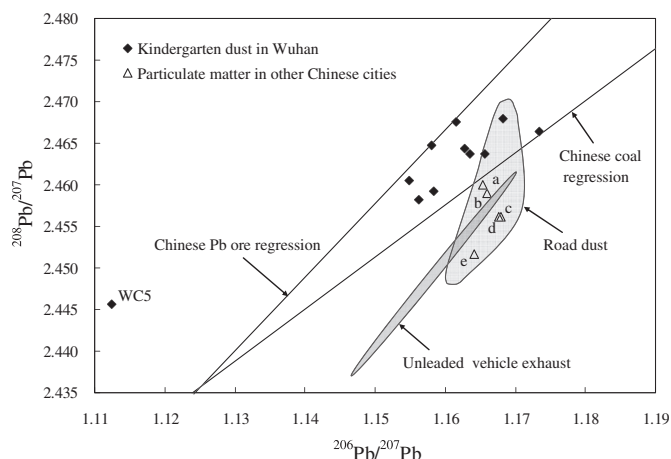 2.480
2.475
2.470
2.465
2.460
2.455
2.450
2.445
2.440
2.435
²⁰⁸Pb/²⁰⁷Pb
Kindergarten dust in Wuhan
Particulate matter in other Chinese cities
Chinese coal
regression
a
b
c
d
e
Road dust
Chinese Pb ore regression
WC5
Unleaded vehicle exhaust
1.11 1.12 1.13 1.14 1.15 1.16 1.17 1.18 1.19
²⁰⁶Pb/²⁰⁷Pb